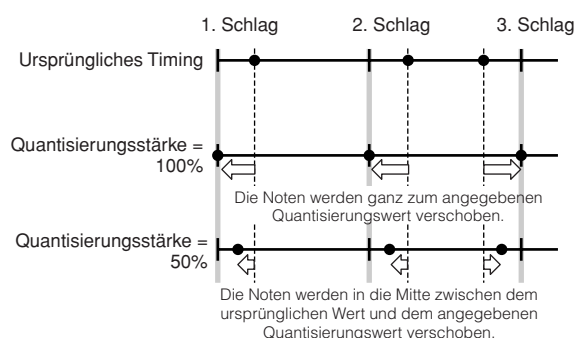 1. Schlag 2. Schlag 3. Schlag
Ursprüngliches Timing
Quantisierungsstärke =
100%
Die Noten werden ganz zum angegebenen
Quantisierungswert verschoben.
Quantisierungsstärke =
50%
Die Noten werden in die Mitte zwischen dem
ursprünglichen Wert und dem angegebenen
Quantisierungswert verschoben.